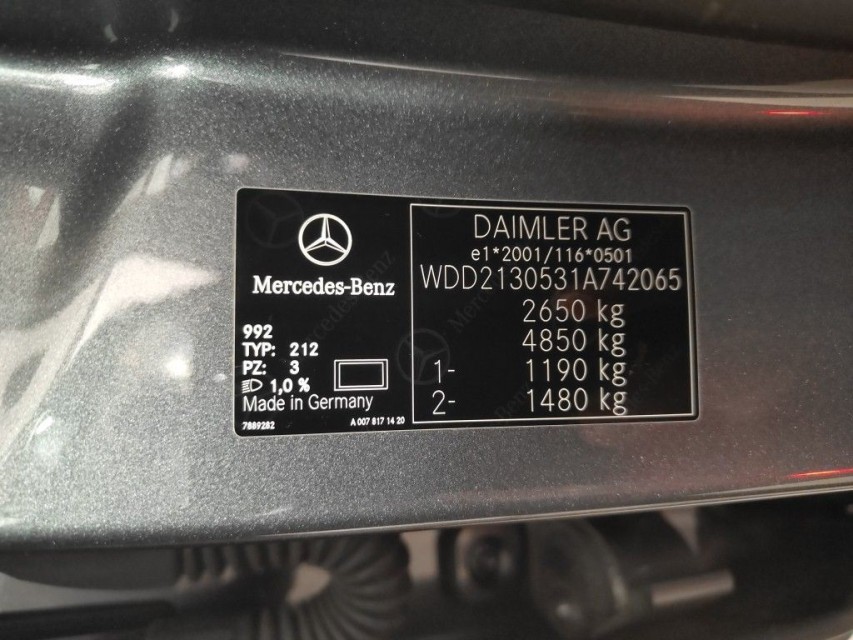 Mercedes-Benz
992
TYP: 212
PZ: 3
1,0 %
Made in Germany
7889282
A 007 817 14 20
DAIMLER AG
e1*2001/116*0501
WDD2130531A742065
2650 kg
4850 kg
1- 1190 kg
2- 1480 kg